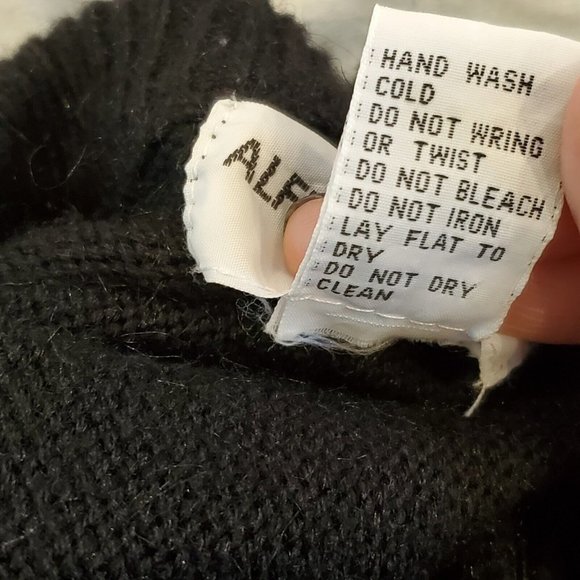 ALF
HAND WASH
COLD
DO NOT WRING
OR TWIST
DO NOT BLEACH
DO NOT IRON
LAY FLAT TO
DRY
DO NOT DRY
CLEAN